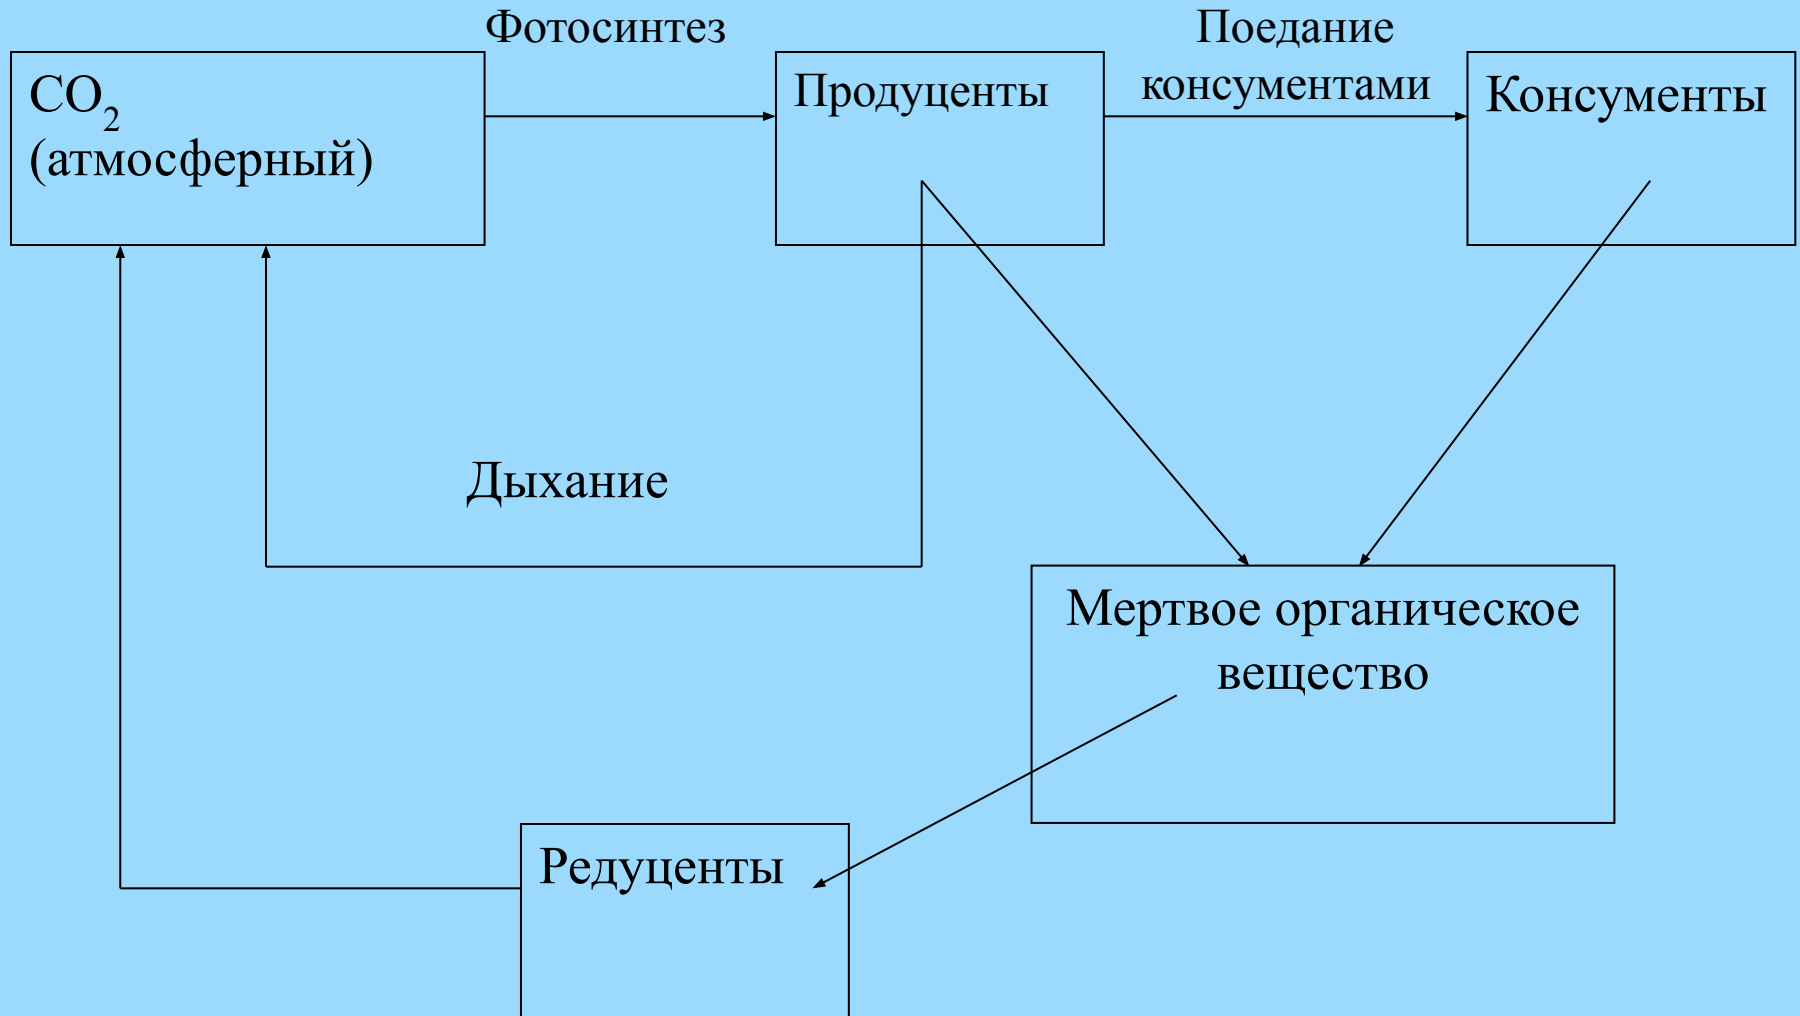 Фотосинтез
Поедание
консументами
CO₂
(атмосферный)
Продуценты
Консументы
Дыхание
Мертвое органическое
вещество
Редуценты